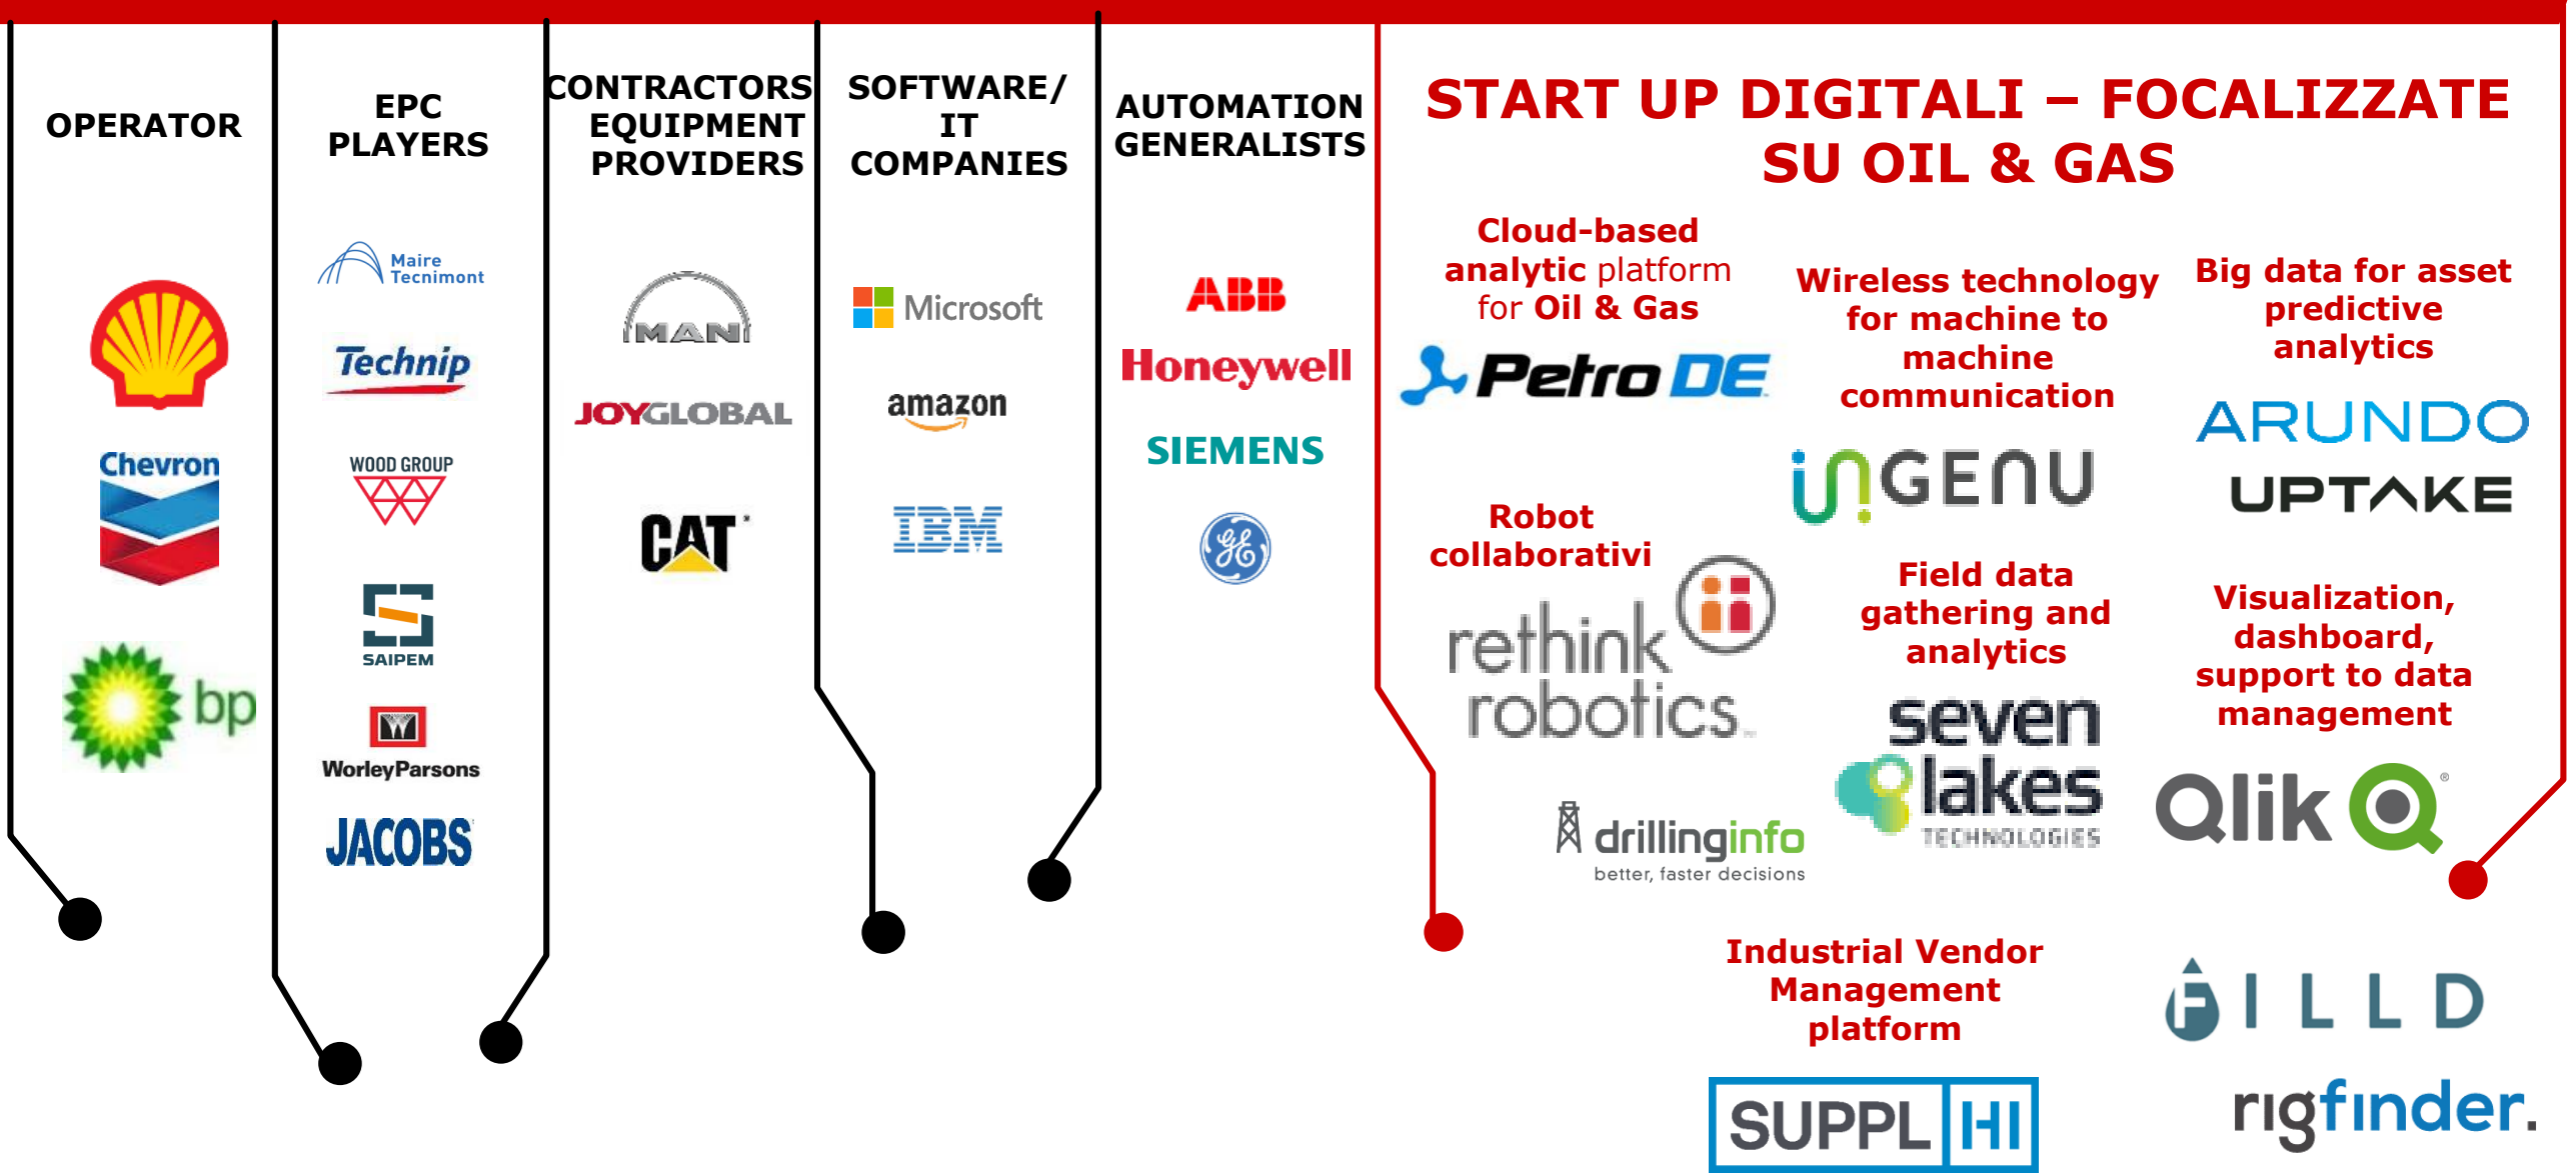 OPERATOR
Chevron
bp
EPC
PLAYERS
Maire
Tecnimont
Technip
WOOD GROUP
SAIPEM
WorleyParsons
JACOBS
CONTRACTORS
EQUIPMENT
PROVIDERS
MAN
JOYGLOBAL
CAT
SOFTWARE/
IT
COMPANIES
Microsoft
amazon
IBM
AUTOMATION
GENERALISTS
ABB
Honeywell
SIEMENS
GE
START UP DIGITALI – FOCALIZZATE
SU OIL & GAS
Cloud-based
analytic platform
for Oil & Gas
Petro DE
Robot
collaborativi
rethink
robotics
drillinginfo
better, faster decisions
Wireless technology
for machine to
machine
communication
inGENU
Field data
gathering and
analytics
seven
lakes
TECHNOLOGIES
Big data for asset
predictive
analytics
ARUNDO
UPTAKE
Visualization,
dashboard,
support to data
management
Qlik Q®
Industrial Vendor
Management
platform
SUPPLHI
FILLD
rigfinder.